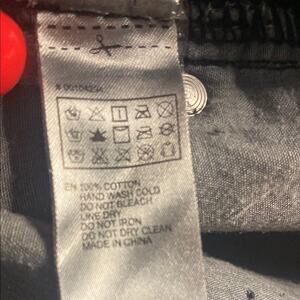 # 00104234
EN 100% COTTON
HAND WASH COLD
DO NOT BLEACH
LINE DRY
DO NOT IRON
DO NOT DRY CLEAN
MADE IN CHINA